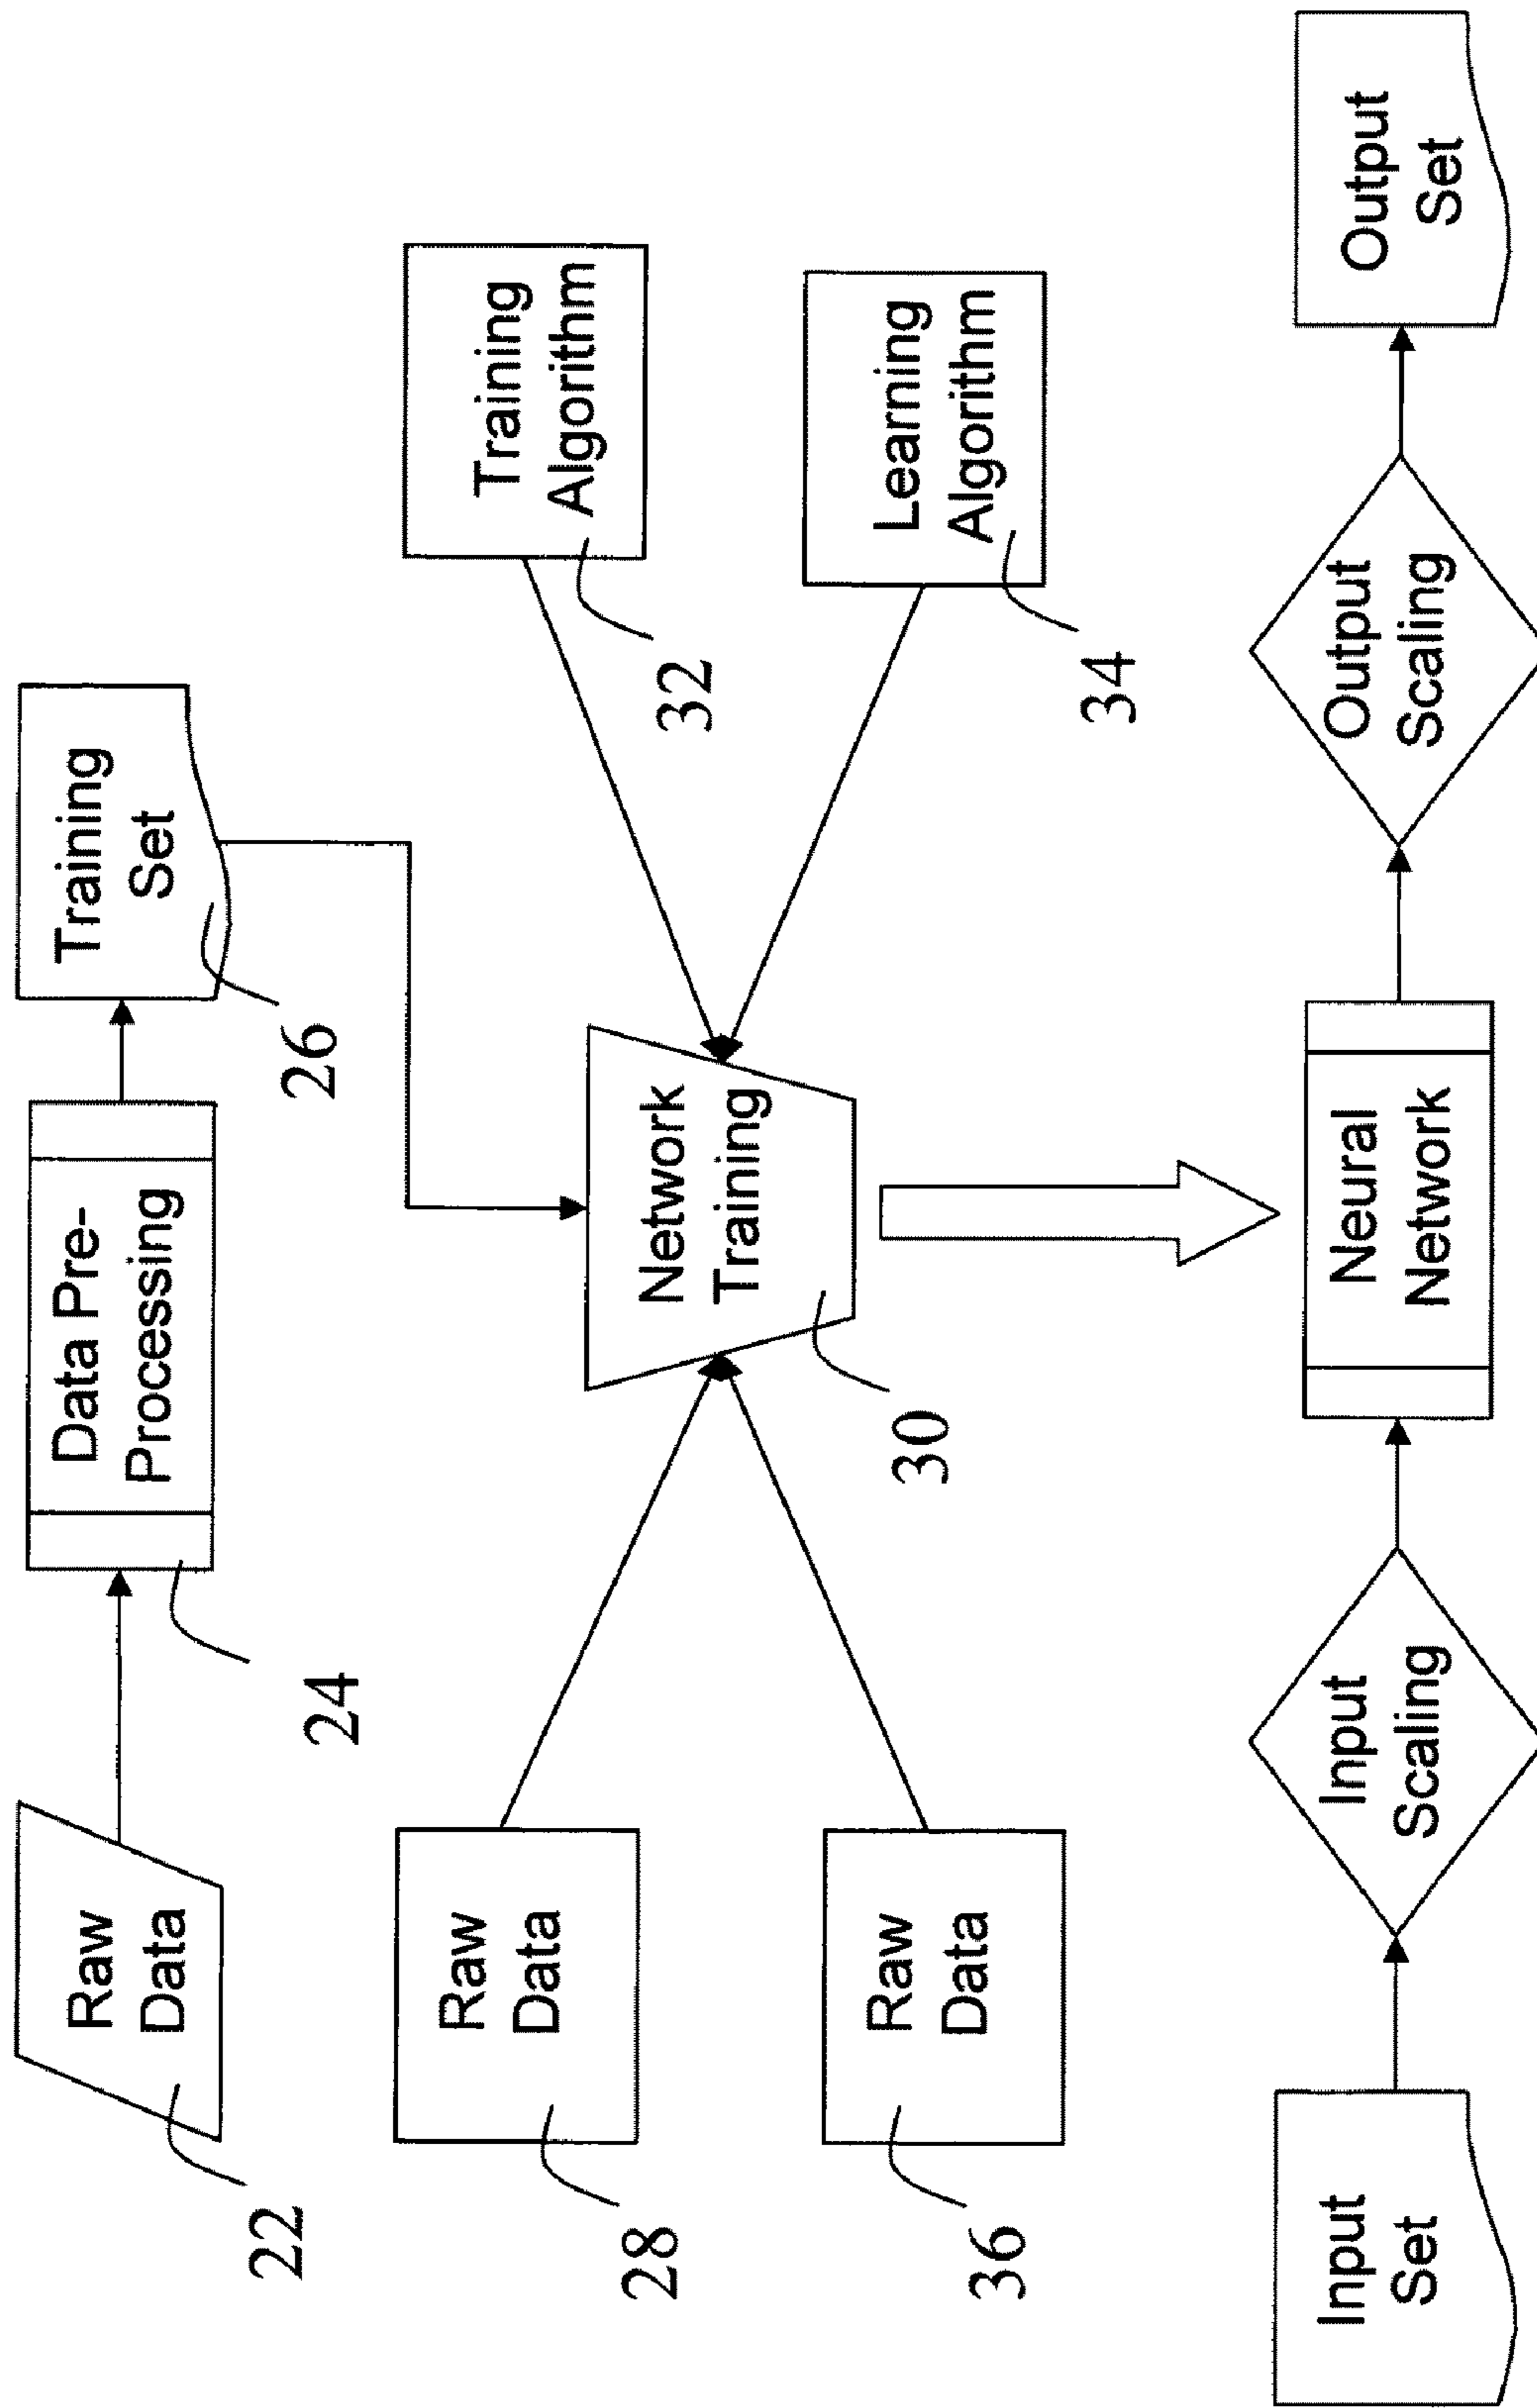 Raw
Data
22
Data Pre-
Processing
24
Training
Set
26
Raw
Data
28
Raw
Data
36
Network
Training
30
Training
Algorithm
32
Learning
Algorithm
34
Input
Set
Input
Scaling
Neural
Network
Output
Scaling
Output
Set